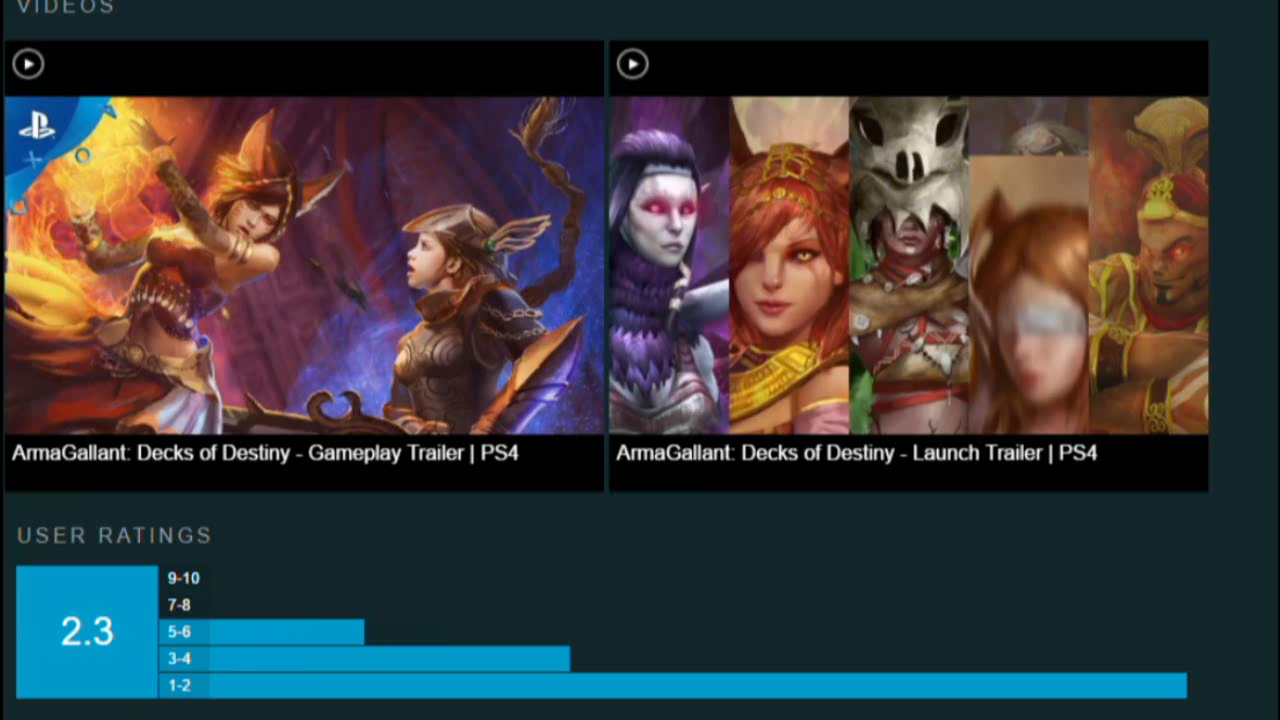 VIDEOS
ArmaGallant: Decks of Destiny - Gameplay Trailer | PS4
ArmaGallant: Decks of Destiny - Launch Trailer | PS4
USER RATINGS
2.3
9-10
7-8
5-6
3-4
1-2